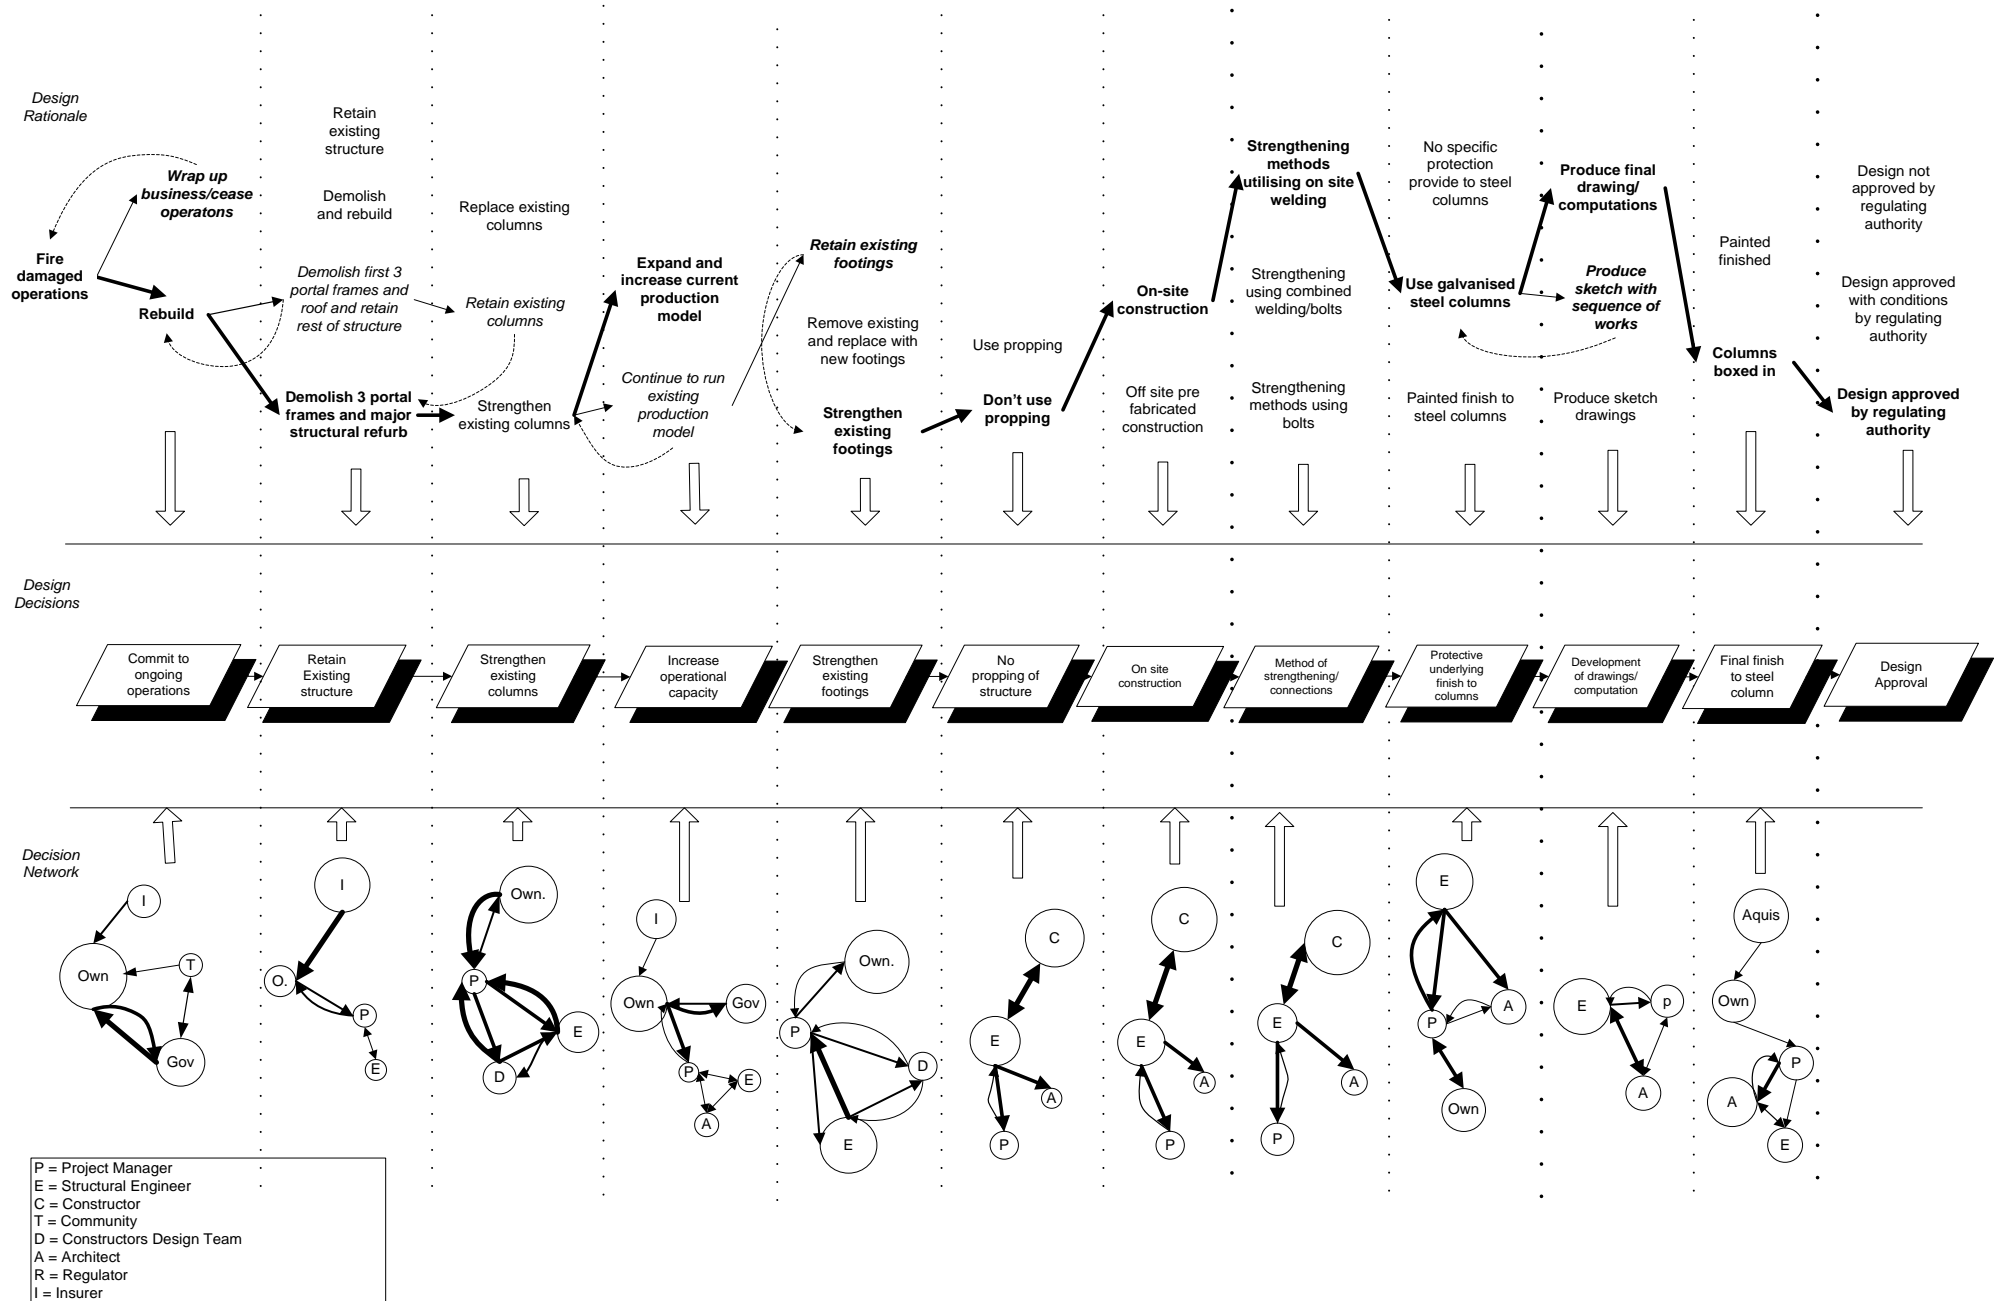 Design
Rationale
Wrap up
business/cease
operatons
Fire
damaged
operations
Rebuild
Retain
existing
structure
Demolish
and rebuild
Demolish first 3
portal frames and
roof and retain
rest of structure
Demolish 3 portal
frames and major
structural refurb
Replace existing
columns
Retain existing
columns
Strengthen
existing columns
Expand and
increase current
production
model
Continue to run
existing
production
model
Retain existing
footings
Remove existing
and replace with
new footings
Strengthen
existing
footings
Use propping
Don't use
propping
On-site
construction
Off site pre
fabricated
construction
Strengthening
methods
utilising on site
welding
Strengthening
using combined
welding/bolts
Strengthening
methods using
bolts
No specific
protection
provide to steel
columns
Use galvanised
steel columns
Painted finish to
steel columns
Produce final
drawing/
computations
Produce
sketch with
sequence of
works
Produce sketch
drawings
Painted
finished
Columns
boxed in
Design not
approved by
regulating
authority
Design approved
with conditions
by regulating
authority
Design approved
by regulating
authority
Design
Decisions
Commit to
ongoing
operations
Retain
Existing
structure
Strengthen
existing
columns
Increase
operational
capacity
Strengthen
existing
footings
No
propping of
structure
On site
construction
Method of
strengthening/
connections
Protective
underlying
finish to
columns
Development
of drawings/
computation
Final finish
to steel
column
Design
Approval
Decision
Network
I
Own
T
Gov
I
O.
P
E
Own.
P
E
D
I
Own
Gov
P
E
A
Own.
P
D
E
C
E
A
P
C
E
A
P
C
E
A
P
E
A
P
Own
E
p
A
Aquis
Own
P
A
E
P = Project Manager
E = Structural Engineer
C = Constructor
T = Community
D = Constructors Design Team
A = Architect
R = Regulator
I = Insurer